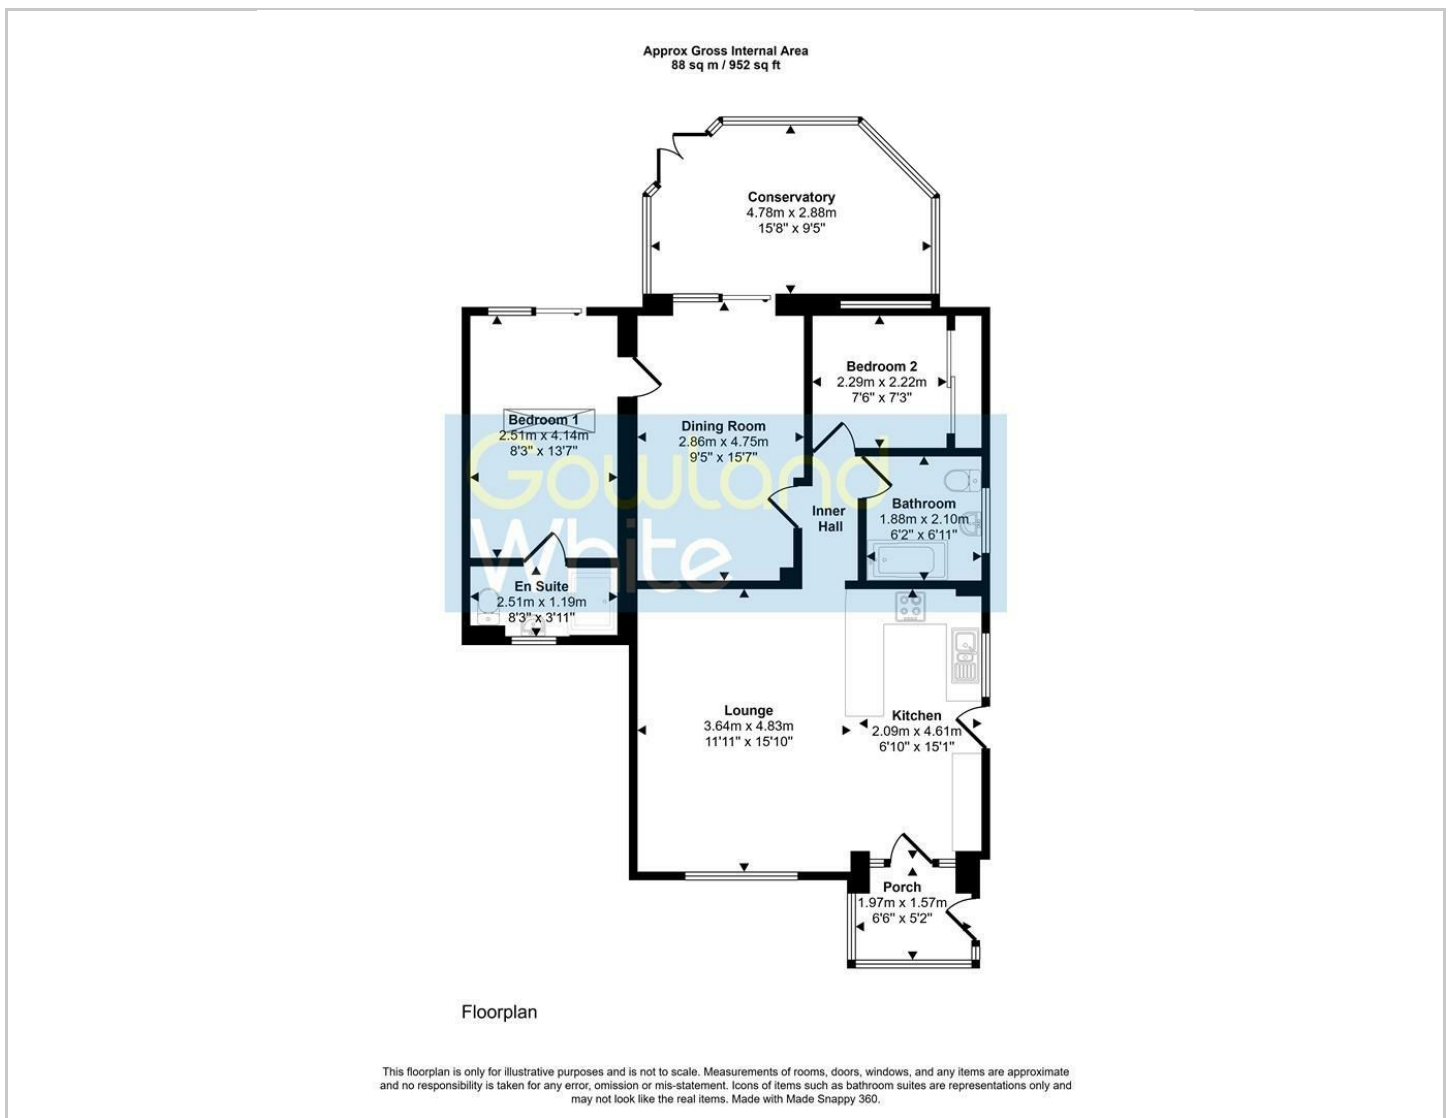 Approx Gross Internal Area
88 sq m / 952 sq ft
Conservatory
4.78m x 2.88m
15'8" x 9'5"
Bedroom 2
2.29m x 2.22m
7'6" x 7'3"
Bedroom 1
2.51m x 4.14m
8'3" x 13'7"
Dining Room
2.86m x 4.75m
9'5" x 15'7"
Gowland
White
Inner
Hall
Bathroom
1.88m x 2.10m
6'2" x 6'11"
En Suite
2.51m x 1.19m
8'3" x 3'11"
Lounge
3.64m x 4.83m
11'11" x 15'10"
Kitchen
2.09m x 4.61m
6'10" x 15'1"
Porch
1.97m x 1.57m
6'6" x 5'2"
Floorplan
This floorplan is only for illustrative purposes and is not to scale. Measurements of rooms, doors, windows, and any items are approximate
and no responsibility is taken for any error, omission or mis-statement. Icons of items such as bathroom suites are representations only and
may not look like the real items. Made with Made Snappy 360.